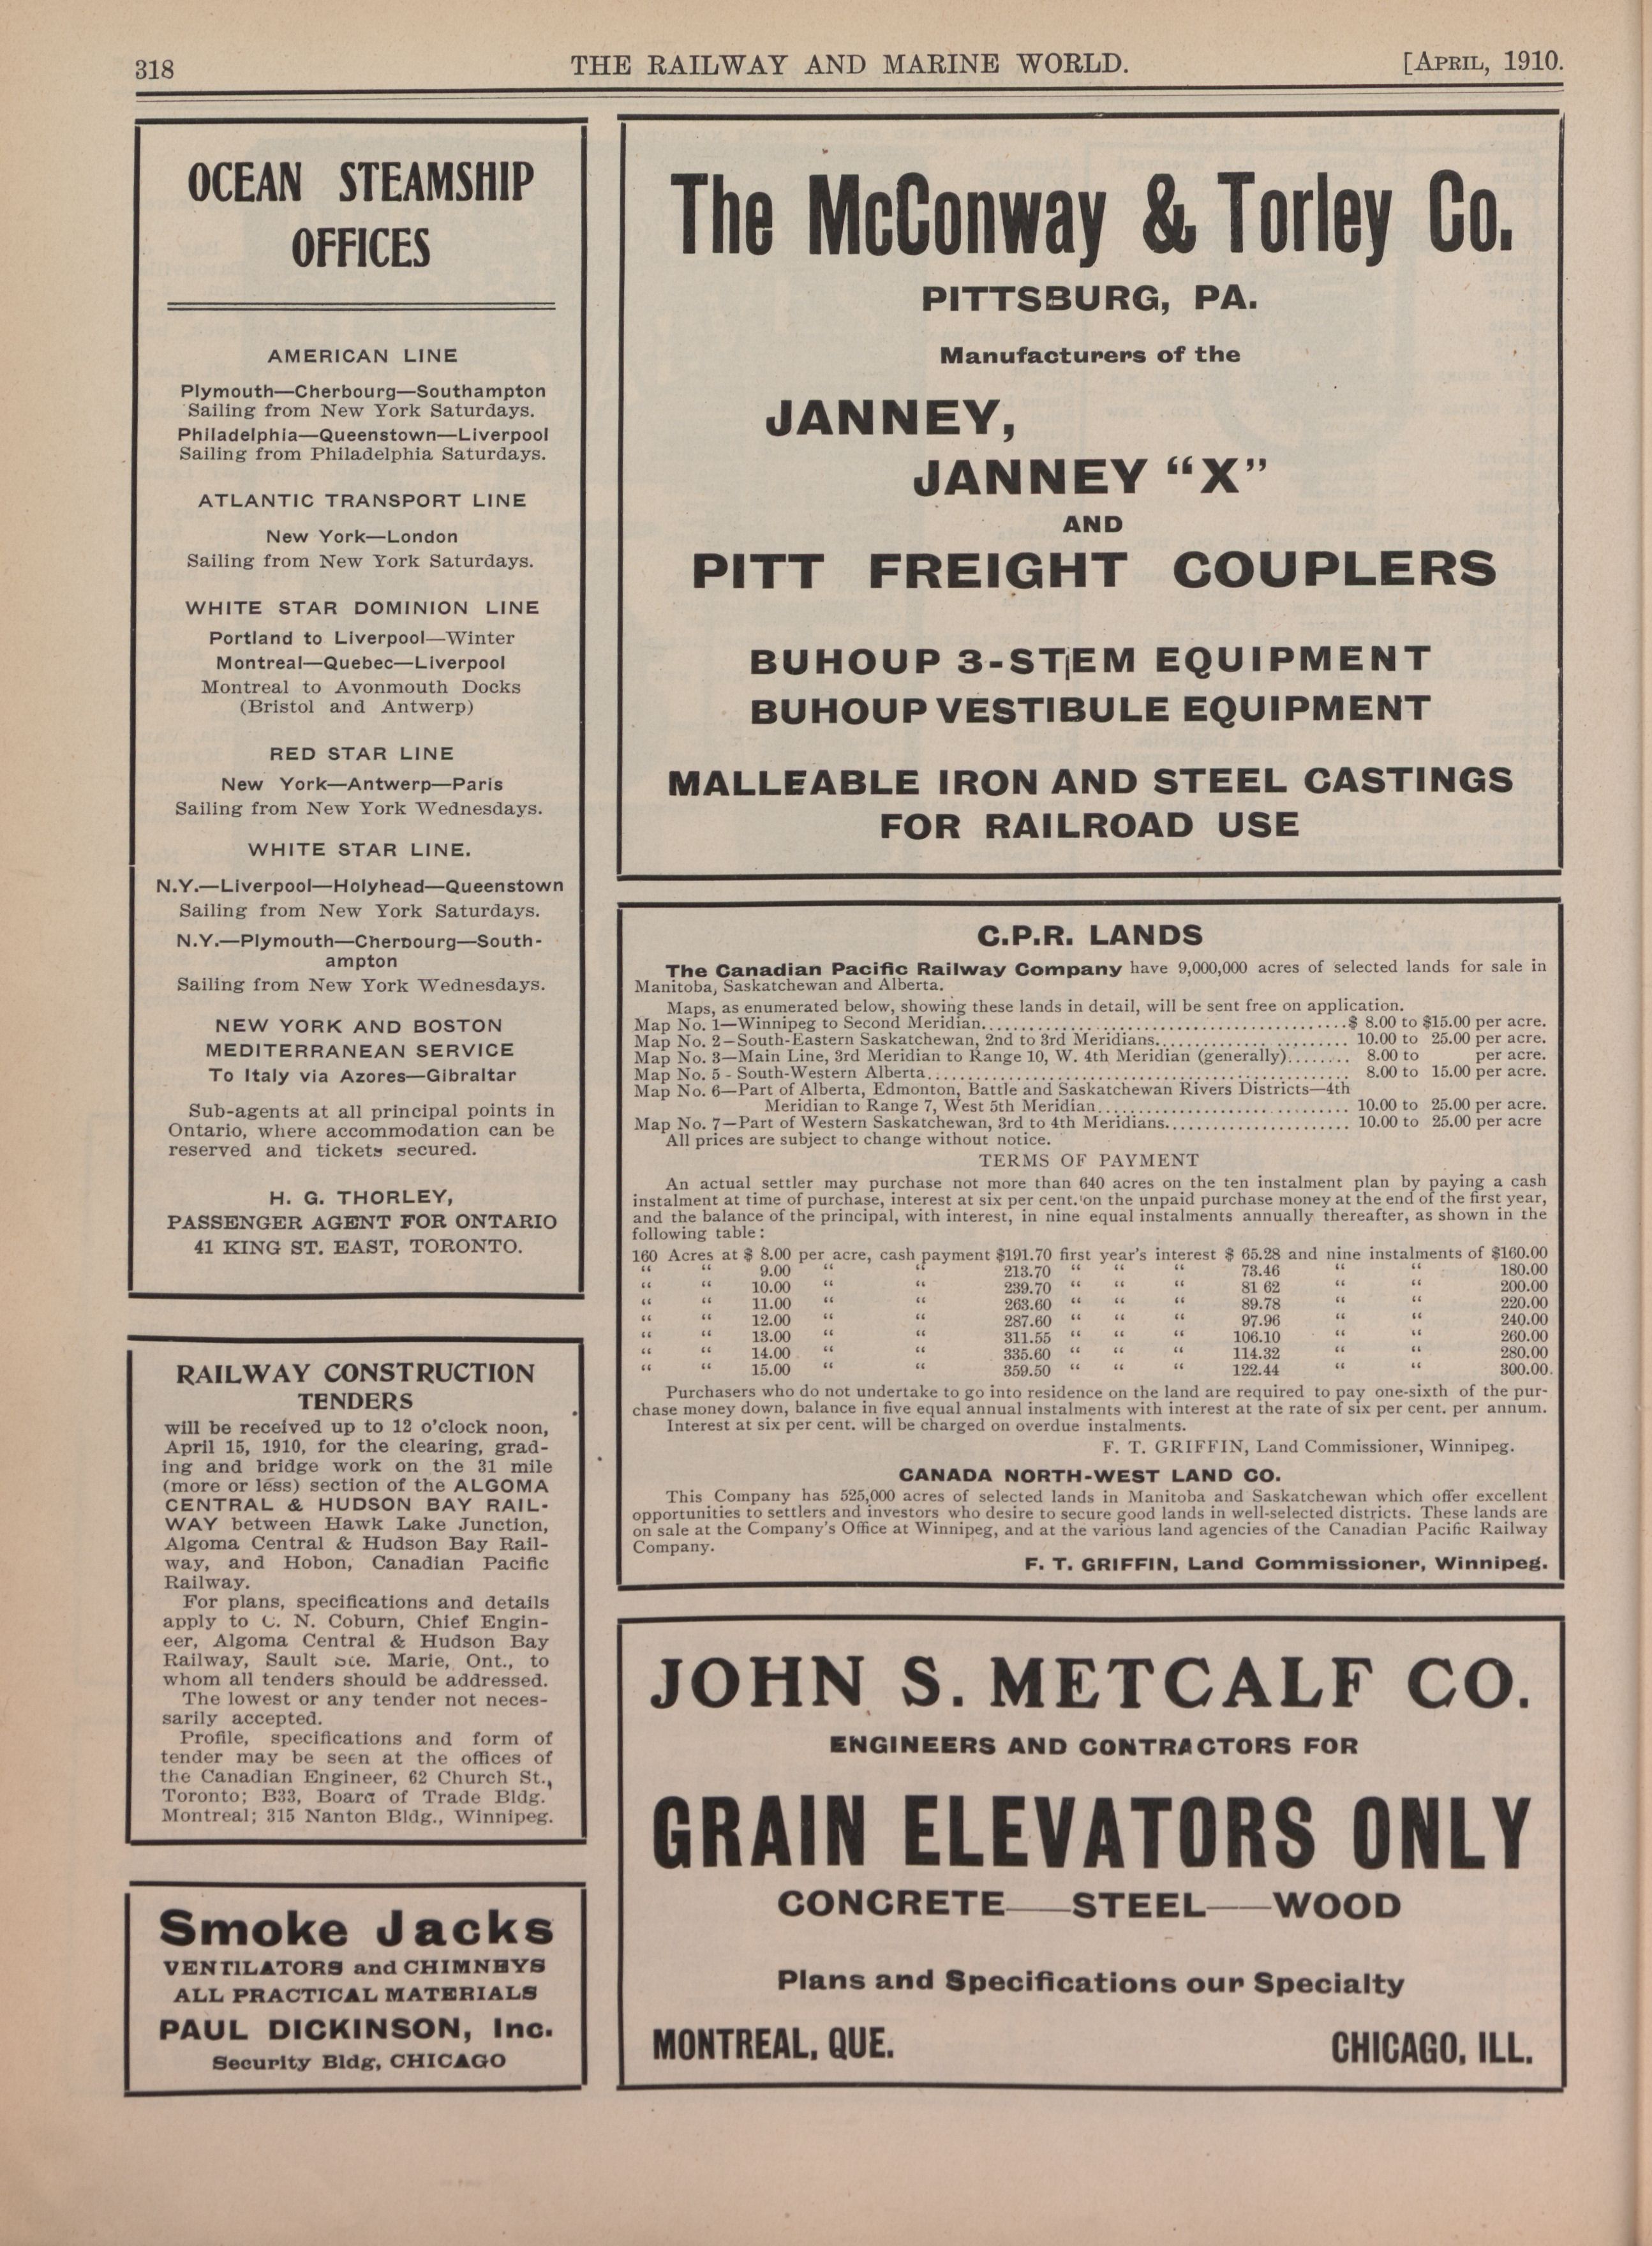 318
THE RAILWAY AND MARINE WORLD.
[APRIL, 1910.
OCEAN STEAMSHIP
OFFICES
AMERICAN LINE
Plymouth—Cherbourg—Southampton
Sailing from New York Saturdays.
Philadelphia—Queenstown—Liverpool
Sailing from Philadelphia Saturdays.
ATLANTIC TRANSPORT LINE
New York—London
Sailing from New York Saturdays.
WHITE STAR DOMINION LINE
Portland to Liverpool—Winter
Montreal—Quebec—Liverpool
Montreal to Avonmouth Docks
(Bristol and Antwerp)
RED STAR LINE
New York—Antwerp—Paris
Sailing from New York Wednesdays.
WHITE STAR LINE.
N.Y.—Liverpool—Holyhead—Queenstown
Sailing from New York Saturdays.
N.Y.—Plymouth—Cherbourg—South-
ampton
Sailing from New York Wednesdays.
NEW YORK AND BOSTON
MEDITERRANEAN SERVICE
To Italy via Azores—Gibraltar
Sub-agents at all principal points in
Ontario, where accommodation can be
reserved and tickets secured.
H. G. THORLEY,
PASSENGER AGENT FOR ONTARIO
41 KING ST. EAST, TORONTO.
RAILWAY CONSTRUCTION
TENDERS
will be received up to 12 o'clock noon,
April 15, 1910, for the clearing, grad-
ing and bridge work on the 31 mile
(more or less) section of the ALGOMA
CENTRAL & HUDSON BAY RAIL-
WAY between Hawk Lake Junction,
Algoma Central & Hudson Bay Rail-
way, and Hobon, Canadian Pacific
Railway.
For plans, specifications and details
apply to C. N. Coburn, Chief Engin-
eer, Algoma Central & Hudson Bay
Railway, Sault Ste. Marie, Ont., to
whom all tenders should be addressed.
The lowest or any tender not neces-
sarily accepted.
Profile, specifications and form of
tender may be seen at the offices of
the Canadian Engineer, 62 Church St.,
Toronto; B33, Board of Trade Bldg.
Montreal; 315 Nanton Bldg., Winnipeg.
Smoke Jacks
VENTILATORS and CHIMNEYS
ALL PRACTICAL MATERIALS
PAUL DICKINSON, Inc.
Security Bldg, CHICAGO
The McConway & Torley Co.
PITTSBURG, PA.
Manufacturers of the
JANNEY,
JANNEY "X"
AND
PITT FREIGHT COUPLERS
BUHOUP 3-STEM EQUIPMENT
BUHOUP VESTIBULE EQUIPMENT
MALLEABLE IRON AND STEEL CASTINGS
FOR RAILROAD USE
C.P.R. LANDS
The Canadian Pacific Railway Company have 9,000,000 acres of selected lands for sale in
Manitoba, Saskatchewan and Alberta.
Maps, as enumerated below, showing these lands in detail, will be sent free on application.
Map No. 1—Winnipeg to Second Meridian........................................$ 8.00 to $15.00 per acre.
Map No. 2—South-Eastern Saskatchewan, 2nd to 3rd Meridians..................... 10.00 to 25.00 per acre.
Map No. 3—Main Line, 3rd Meridian to Range 10, W. 4th Meridian (generally)........ 8.00 to per acre.
Map No. 5 - South-Western Alberta............................................... 8.00 to 15.00 per acre.
Map No. 6—Part of Alberta, Edmonton, Battle and Saskatchewan Rivers Districts—4th
Meridian to Range 7, West 5th Meridian............................ 10.00 to 25.00 per acre.
Map No. 7—Part of Western Saskatchewan, 3rd to 4th Meridians...................... 10.00 to 25.00 per acre
All prices are subject to change without notice.
TERMS OF PAYMENT
An actual settler may purchase not more than 640 acres on the ten instalment plan by paying a cash
instalment at time of purchase, interest at six per cent. on the unpaid purchase money at the end of the first year,
and the balance of the principal, with interest, in nine equal instalments annually thereafter, as shown in the
following table:
160 Acres at $ 8.00 per acre, cash payment $191.70 first year's interest $ 65.28 and nine instalments of $160.00
" " 9.00 " " 213.70 " " " 73.46 " " 180.00
" " 10.00 " " 239.70 " " " 81 62 " " 200.00
" " 11.00 " " 263.60 " " " 89.78 " " 220.00
" " 12.00 " " 287.60 " " " 97.96 " " 240.00
" " 13.00 " " 311.55 " " " 106.10 " " 260.00
" " 14.00 " " 335.60 " " " 114.32 " " 280.00
" " 15.00 " " 359.50 " " " 122.44 " " 300.00.
Purchasers who do not undertake to go into residence on the land are required to pay one-sixth of the pur-
chase money down, balance in five equal annual instalments with interest at the rate of six per cent. per annum.
Interest at six per cent. will be charged on overdue instalments.
F. T. GRIFFIN, Land Commissioner, Winnipeg.
CANADA NORTH-WEST LAND CO.
This Company has 525,000 acres of selected lands in Manitoba and Saskatchewan which offer excellent
opportunities to settlers and investors who desire to secure good lands in well-selected districts. These lands are
on sale at the Company's Office at Winnipeg, and at the various land agencies of the Canadian Pacific Railway
Company.
F. T. GRIFFIN, Land Commissioner, Winnipeg.
JOHN S. METCALF CO.
ENGINEERS AND CONTRACTORS FOR
GRAIN ELEVATORS ONLY
CONCRETE—STEEL—WOOD
Plans and Specifications our Specialty
MONTREAL, QUE.
CHICAGO, ILL.